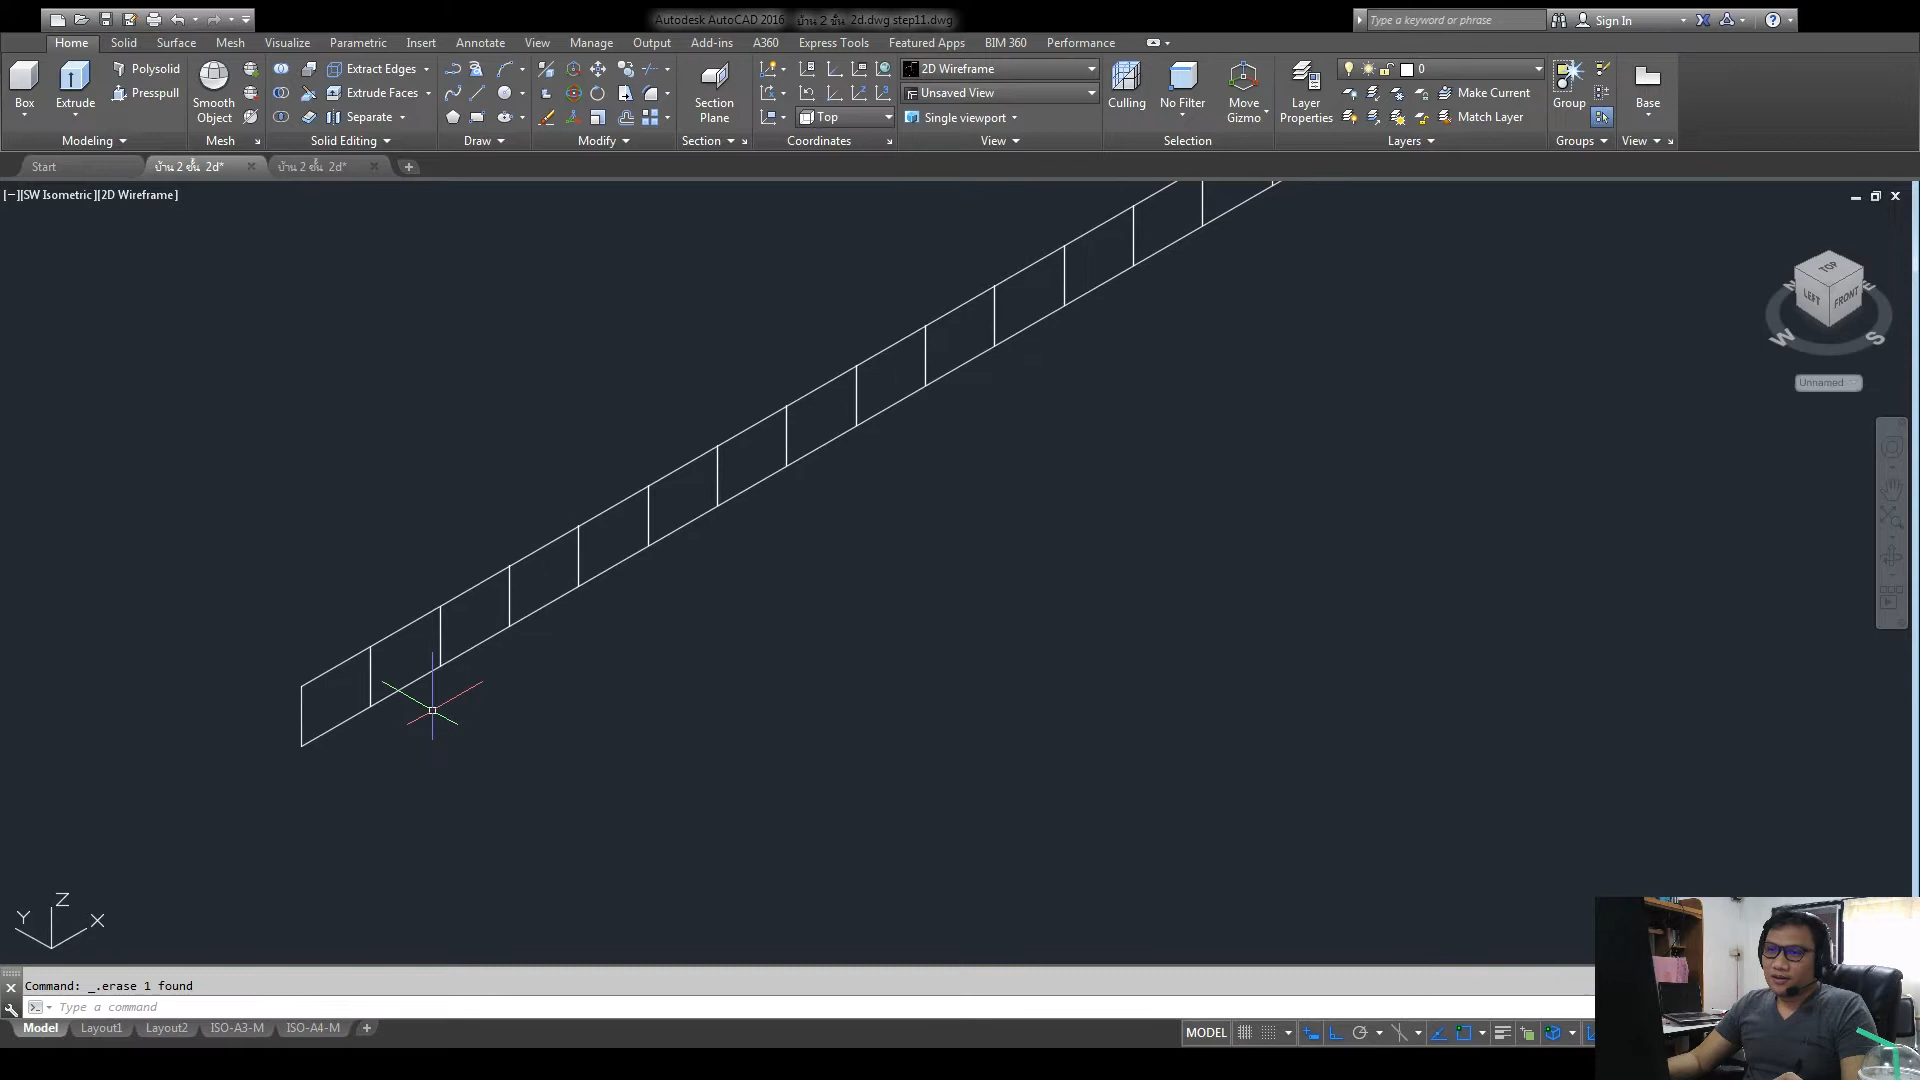 Autodesk AutoCAD 2016 บ้าน 2 ชั้น 2d.dwg step11.dwg
Type a keyword or phrase
Sign In
Home Solid Surface Mesh Visualize Parametric Insert Annotate View Manage Output Add-ins A360 Express Tools Featured Apps BIM 360 Performance
Box
Extrude
Polysolid
Presspull
Modeling
Smooth Object
Mesh
Extract Edges
Extrude Faces
Separate
Solid Editing
Draw
Modify
Section Plane
Section
Top
Coordinates
2D Wireframe
Unsaved View
Single viewport
View
Culling
No Filter
Move Gizmo
Selection
Layer Properties
0
Make Current
Match Layer
Layers
Group
Groups
Base
View
Start
บ้าน 2 ชั้น 2d*
บ้าน 2 ชั้น 2d*
[−][SW Isometric][2D Wireframe]
TOP
LEFT
FRONT
N
E
W
S
Unnamed
Z
Y
X
Command: _.erase 1 found
Type a command
Model Layout1 Layout2 ISO-A3-M ISO-A4-M
MODEL